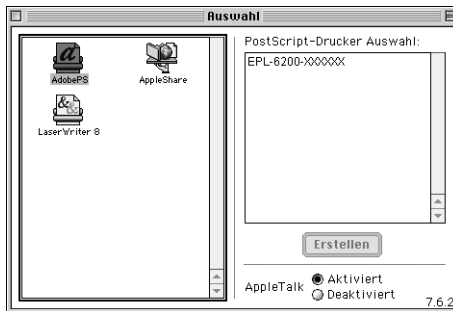 Auswahl
AdobePS
AppleShare
LaserWriter 8
PostScript-Drucker Auswahl:
EPL-6200-XXXXXX
Erstellen
AppleTalk
Aktiviert
Deaktiviert
7.6.2